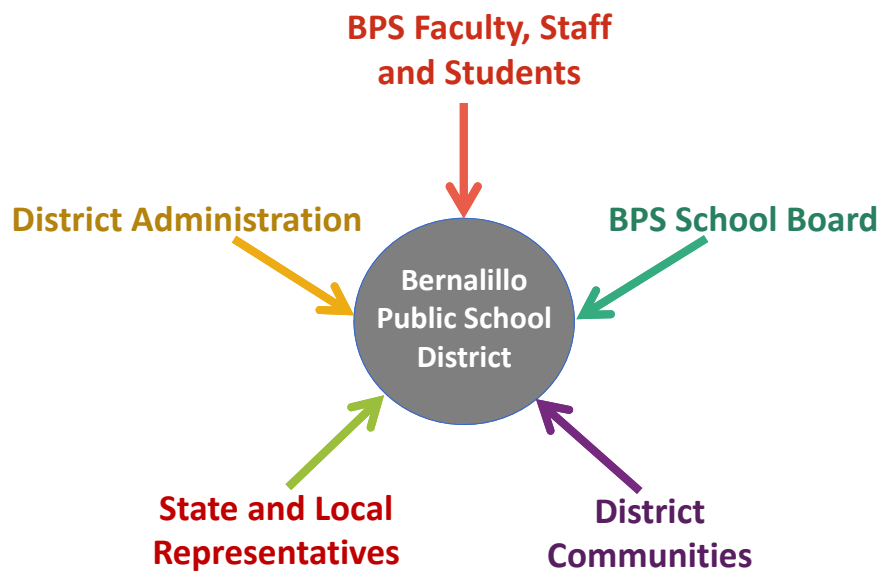 BPS Faculty, Staff
and Students
District Administration
BPS School Board
Bernalillo
Public School
District
State and Local
Representatives
District
Communities